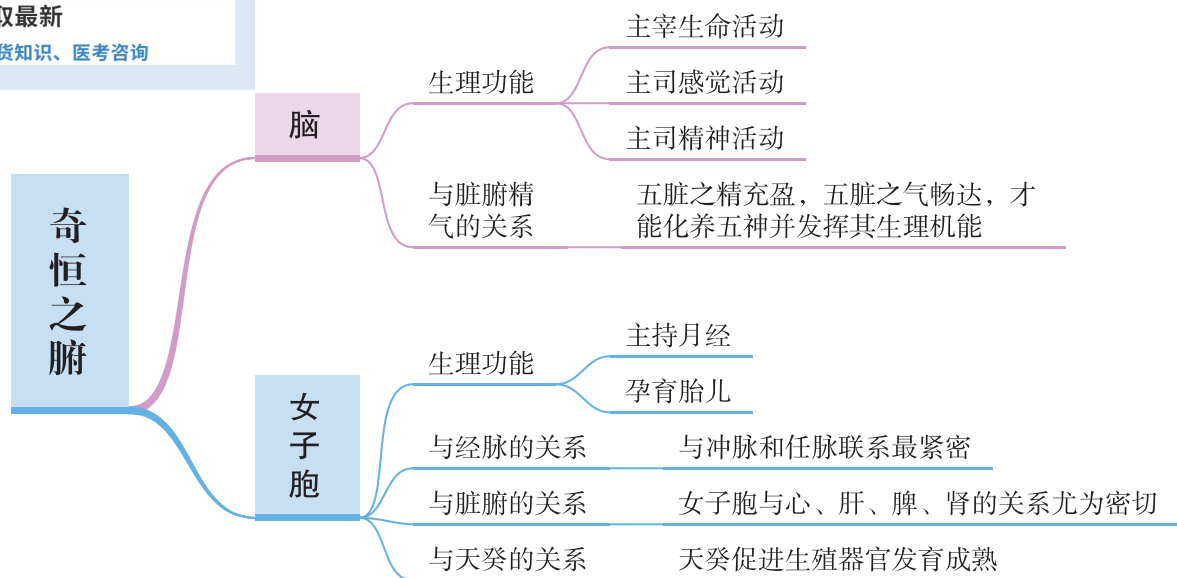 取最新
货知识、医考咨询
奇恒之腑
脑
生理功能
主宰生命活动
主司感觉活动
主司精神活动
与脏腑精
气的关系
五脏之精充盈，五脏之气畅达，才
能化养五神并发挥其生理机能
女子胞
生理功能
主持月经
孕育胎儿
与经脉的关系
与冲脉和任脉联系最紧密
与脏腑的关系
女子胞与心、肝、脾、肾的关系尤为密切
与天癸的关系
天癸促进生殖器官发育成熟